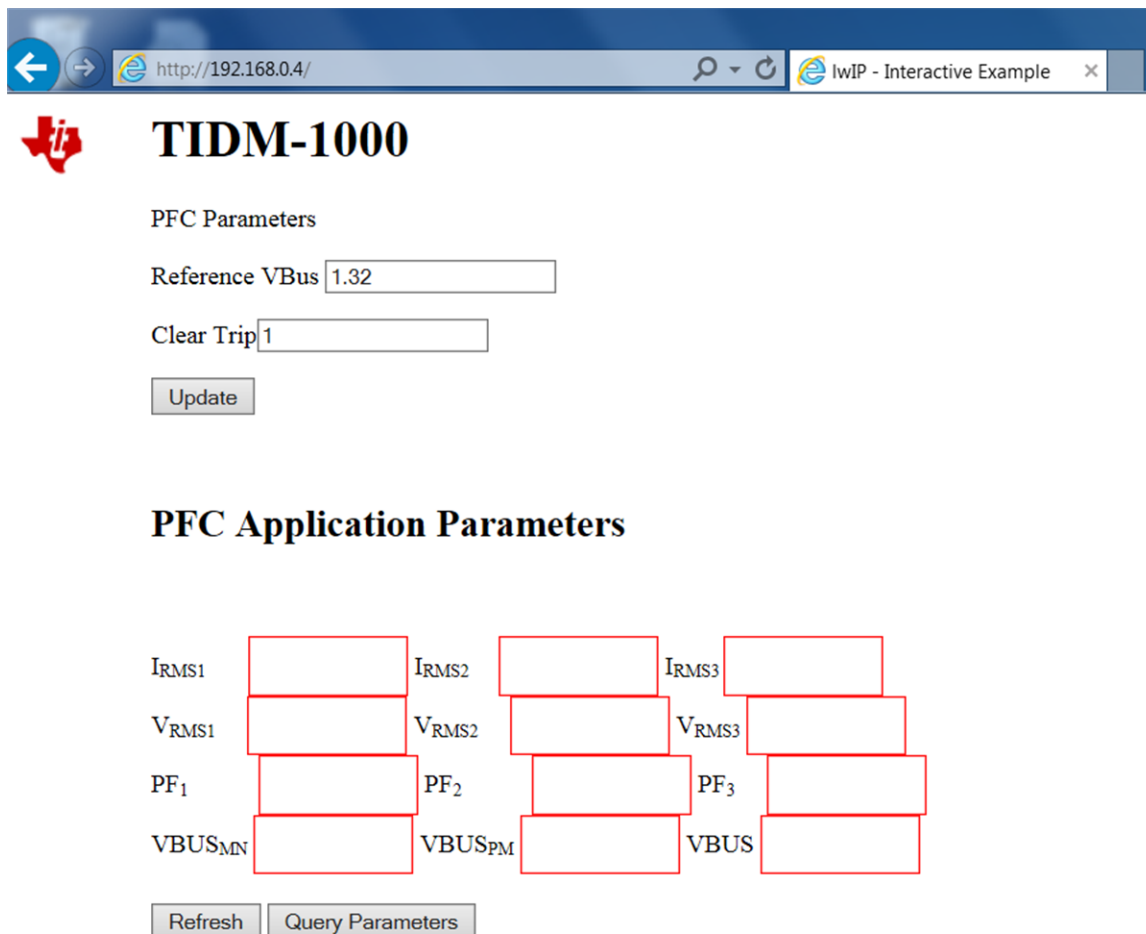 http://192.168.0.4/ lwIP - Interactive Example
TIDM-1000
PFC Parameters
Reference VBus 1.32
Clear Trip 1
Update
PFC Application Parameters
IRMS1 IRMS2 IRMS3
VRMS1 VRMS2 VRMS3
PF1 PF2 PF3
VBUSMN VBUSPM VBUS
Refresh Query Parameters